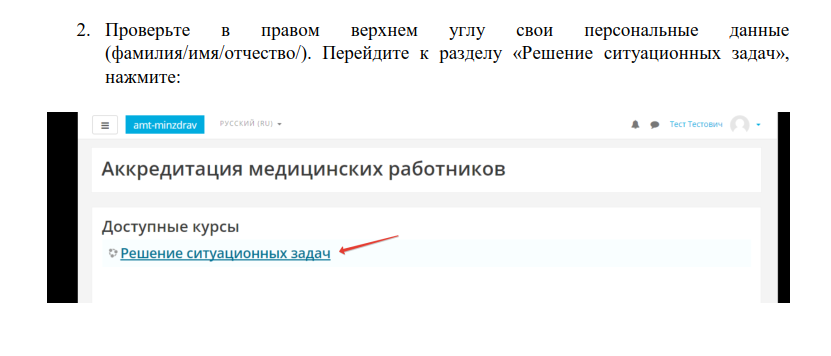 2. Проверьте в правом верхнем углу свои персональные данные
(фамилия/имя/отчество/). Перейдите к разделу «Решение ситуационных задач»,
нажмите:
amt-minzdrav РУССКИЙ (RU) Тест Тестович
Аккредитация медицинских работников
Доступные курсы
Решение ситуационных задач